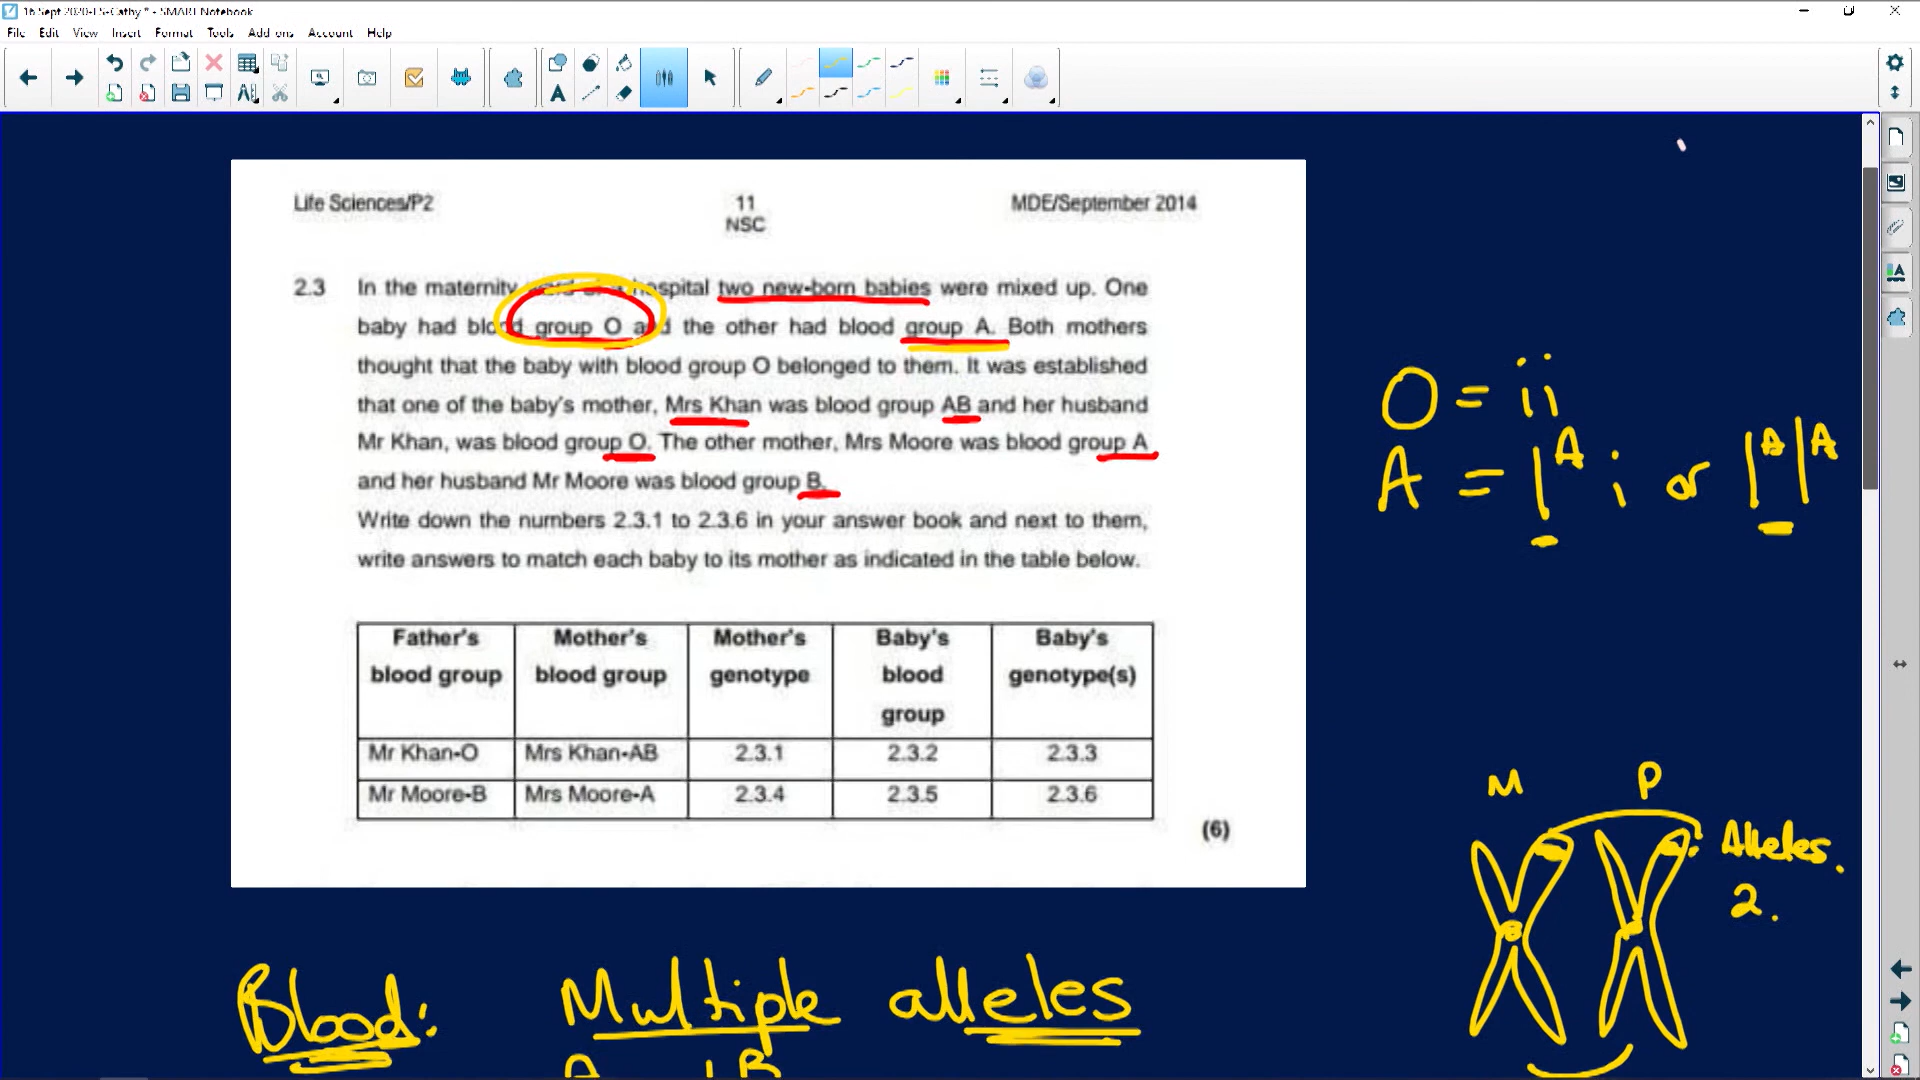 16 Sept 2020-LS-Cathy * - SMART Notebook
File Edit View Insert Format Tools Add-ons Account Help
Life Sciences/P2 11 MDE/September 2014
NSC
2.3 In the maternity ward of a hospital two new-born babies were mixed up. One
baby had blood group O and the other had blood group A. Both mothers
thought that the baby with blood group O belonged to them. It was established
that one of the baby's mother, Mrs Khan was blood group AB and her husband
Mr Khan, was blood group O. The other mother, Mrs Moore was blood group A
and her husband Mr Moore was blood group B.
Write down the numbers 2.3.1 to 2.3.6 in your answer book and next to them,
write answers to match each baby to its mother as indicated in the table below.
Father's Mother's Mother's Baby's Baby's
blood group blood group genotype blood genotype(s)
group
Mr Khan-O Mrs Khan-AB 2.3.1 2.3.2 2.3.3
Mr Moore-B Mrs Moore-A 2.3.4 2.3.5 2.3.6
(6)
O = ii
A = I^A i or I^A I^A
M P
Alleles.
2.
Blood: Multiple alleles